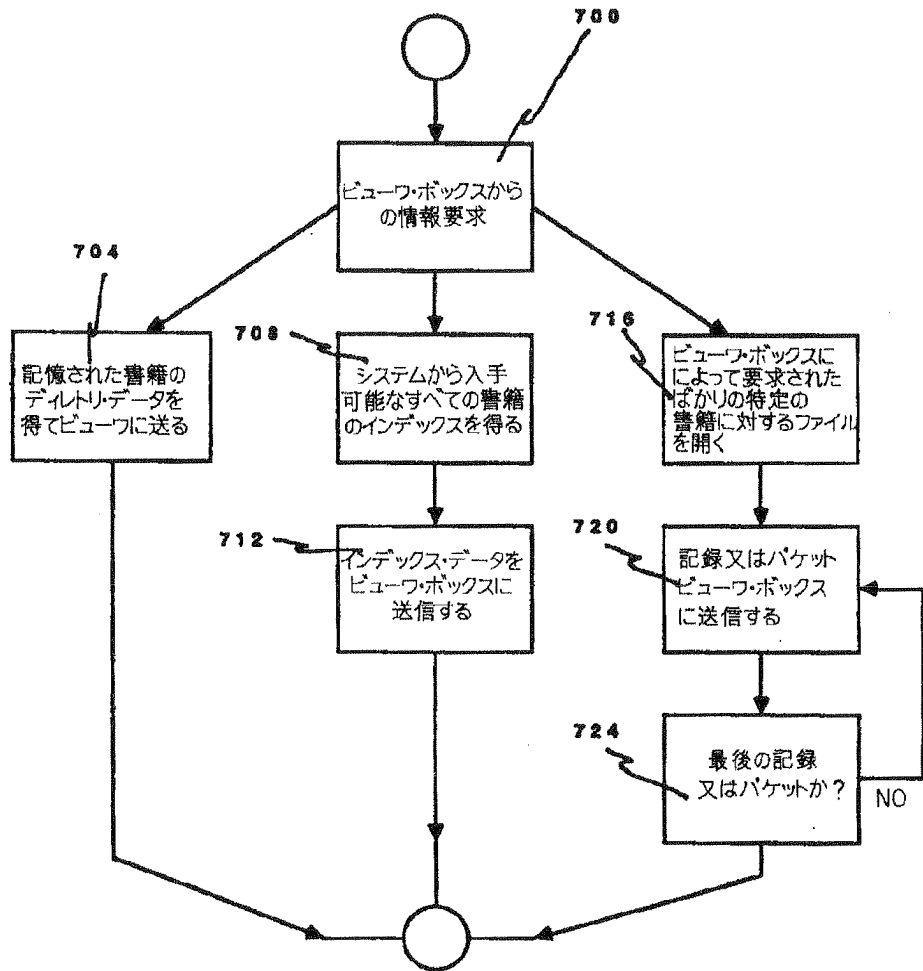 700
ビューワ・ボックスから
の情報要求
704
記憶された書籍の
ディレトリ・データを
得てビューワに送る
708
システムから入手
可能なすべての書籍
のインデックスを得る
712
インデックス・データを
ビューワ・ボックスに
送信する
716
ビューワ・ボックスに
によって要求された
ばかりの特定の
書籍に対するファイル
を開く
720
記録又はパケット
ビューワ・ボックス
に送信する
724
最後の記録
又はパケットか?
NO